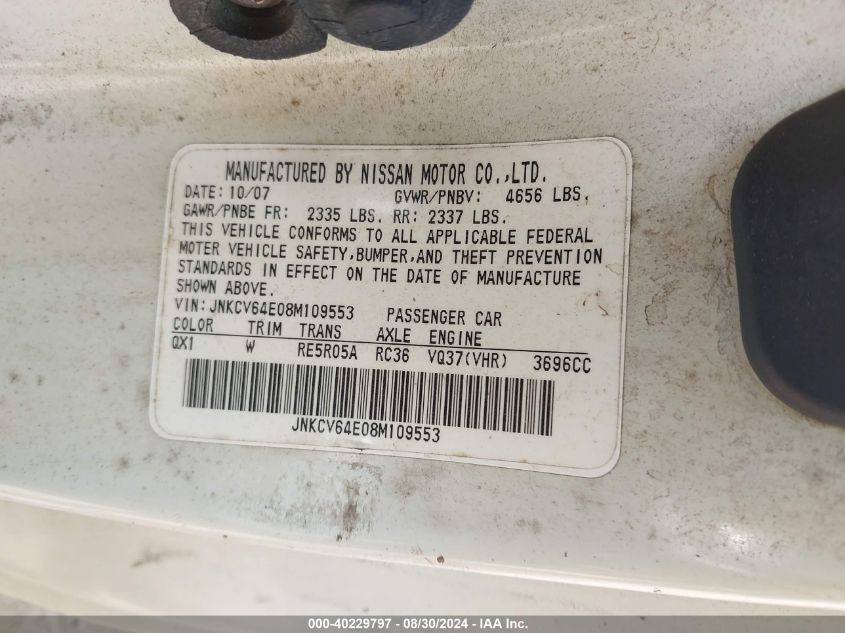 MANUFACTURED BY NISSAN MOTOR CO.,LTD.
DATE: 10/07 GVWR/PNBV: 4656 LBS.
GAWR/PNBE FR: 2335 LBS. RR: 2337 LBS.
THIS VEHICLE CONFORMS TO ALL APPLICABLE FEDERAL
MOTER VEHICLE SAFETY,BUMPER,AND THEFT PREVENTION
STANDARDS IN EFFECT ON THE DATE OF MANUFACTURE
SHOWN ABOVE.
VIN:JNKCV64E08M109553 PASSENGER CAR
COLOR TRIM TRANS AXLE ENGINE
QX1 W RE5R05A RC36 VQ37(VHR) 3696CC
JNKCV64E08M109553
000-40229797 - 08/30/2024 - IAA Inc.